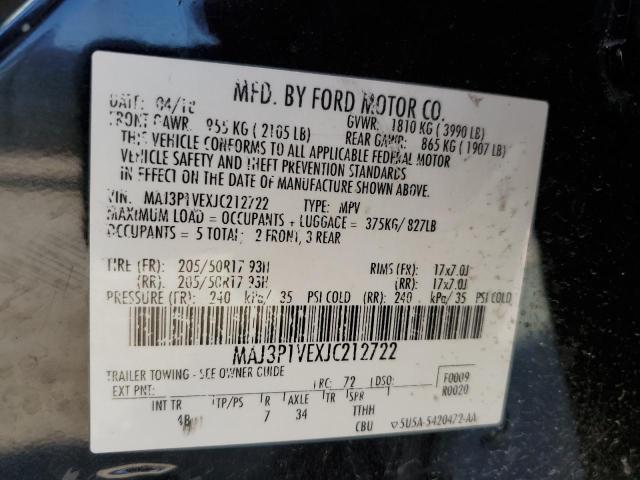 MFD. BY FORD MOTOR CO.
DATE: 04/18 GVWR: 1810 KG ( 3990 LB)
FRONT GAWR: 955 KG ( 2105 LB) REAR GAWR: 865 KG ( 1907 LB)
THIS VEHICLE CONFORMS TO ALL APPLICABLE FEDERAL MOTOR
VEHICLE SAFETY AND THEFT PREVENTION STANDARDS
IN EFFECT ON THE DATE OF MANUFACTURE SHOWN ABOVE.
VIN: MAJ3P1VEXJC212722 TYPE: MPV
MAXIMUM LOAD = OCCUPANTS + LUGGAGE = 375KG/ 827LB
OCCUPANTS = 5 TOTAL; 2 FRONT, 3 REAR
TIRE (FR): 205/50R17 93H RIMS (FR): 17x7.0J
(RR): 205/50R17 93H (RR): 17x7.0J
PRESSURE (FR): 240 kPa/ 35 PSI COLD (RR): 240 kPa/ 35 PSI COLD
MAJ3P1VEXJC212722
TRAILER TOWING - SEE OWNER GUIDE
EXT PNT: RC: 72 DSO: F0009
R0020
INT TR TP/PS R AXLE TR SPR
4B 7 34 TTHH
CBU 5U5A-5420472-AA